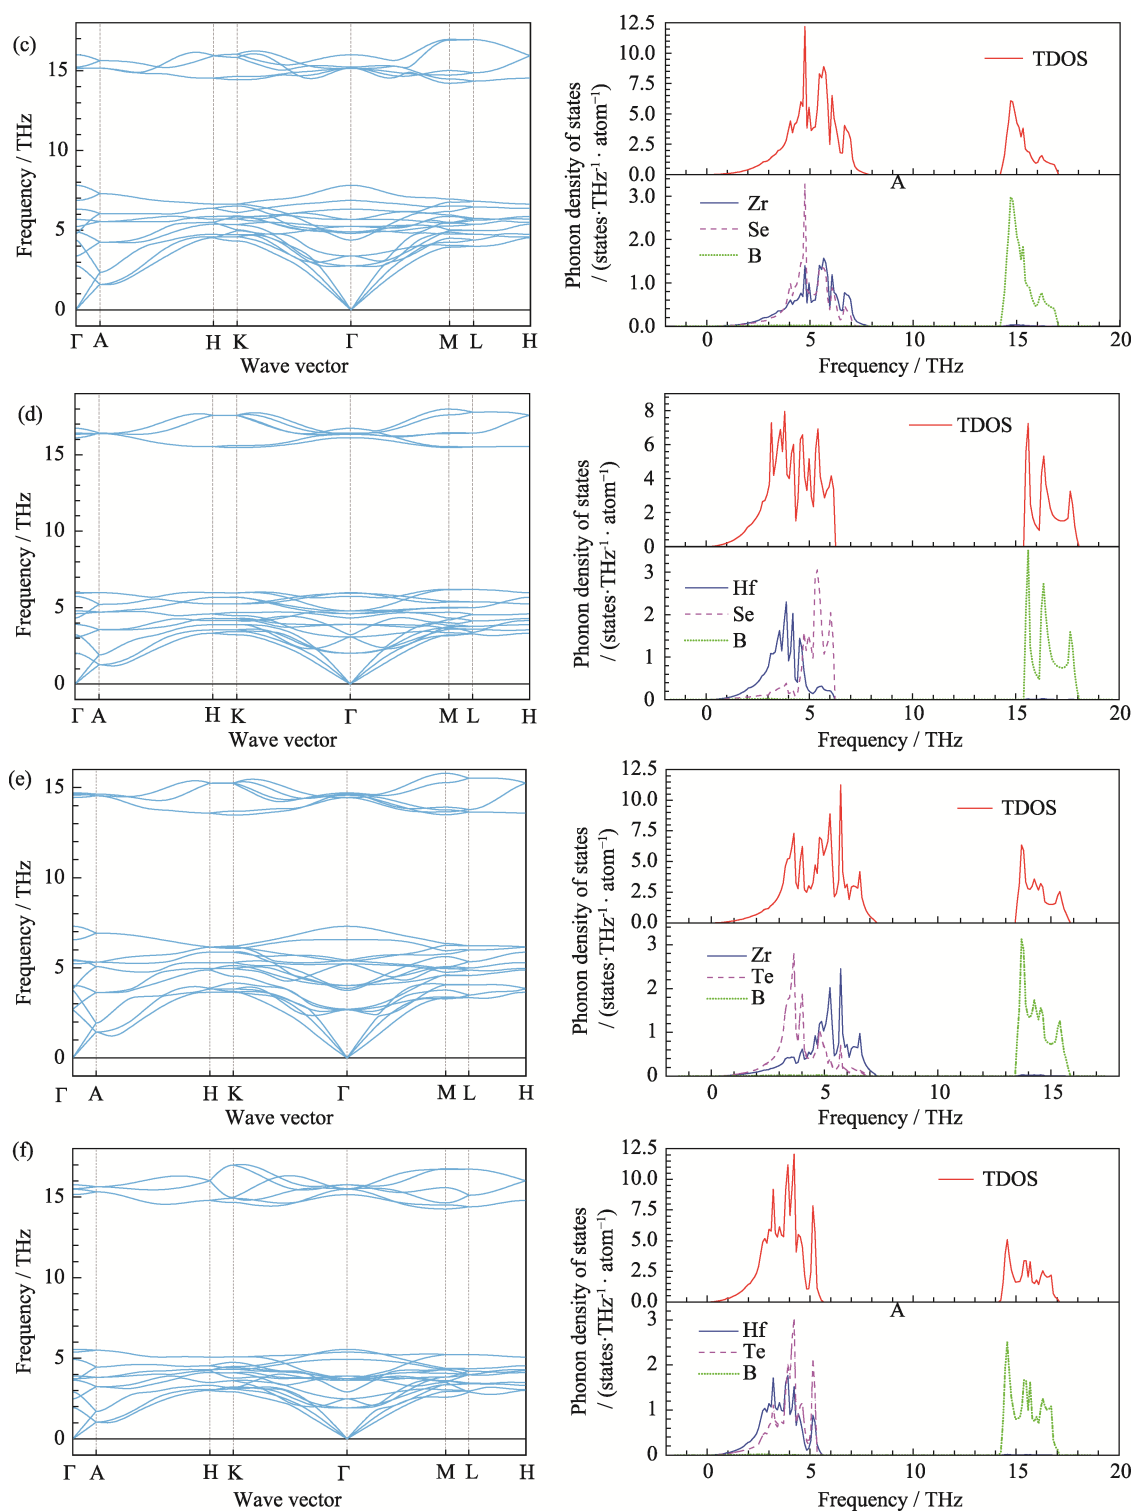 (c)
15
10
5
0
Frequency / THz
Γ A H K Γ M L H
Wave vector
12.5
10.0
7.5
5.0
2.5
0.0
TDOS
A
3.0
2.0
1.0
0.0
Zr
Se
B
Phonon density of states
/ (states·THz⁻¹ · atom⁻¹)
0 5 10 15 20
Frequency / THz
(d)
15
10
5
0
Frequency / THz
Γ A H K Γ M L H
Wave vector
8
6
4
2
0
TDOS
3
2
1
0
Hf
Se
B
Phonon density of states
/ (states·THz⁻¹ · atom⁻¹)
0 5 10 15 20
Frequency / THz
(e)
15
10
5
0
Frequency / THz
Γ A H K Γ M L H
Wave vector
12.5
10.0
7.5
5.0
2.5
0.0
TDOS
3
2
1
0
Zr
Te
B
Phonon density of states
/ (states·THz⁻¹ · atom⁻¹)
0 5 10 15
Frequency / THz
(f)
15
10
5
0
Frequency / THz
Γ A H K Γ M L H
Wave vector
12.5
10.0
7.5
5.0
2.5
0.0
TDOS
A
3
2
1
0
Hf
Te
B
Phonon density of states
/ (states·THz⁻¹ · atom⁻¹)
0 5 10 15 20
Frequency / THz